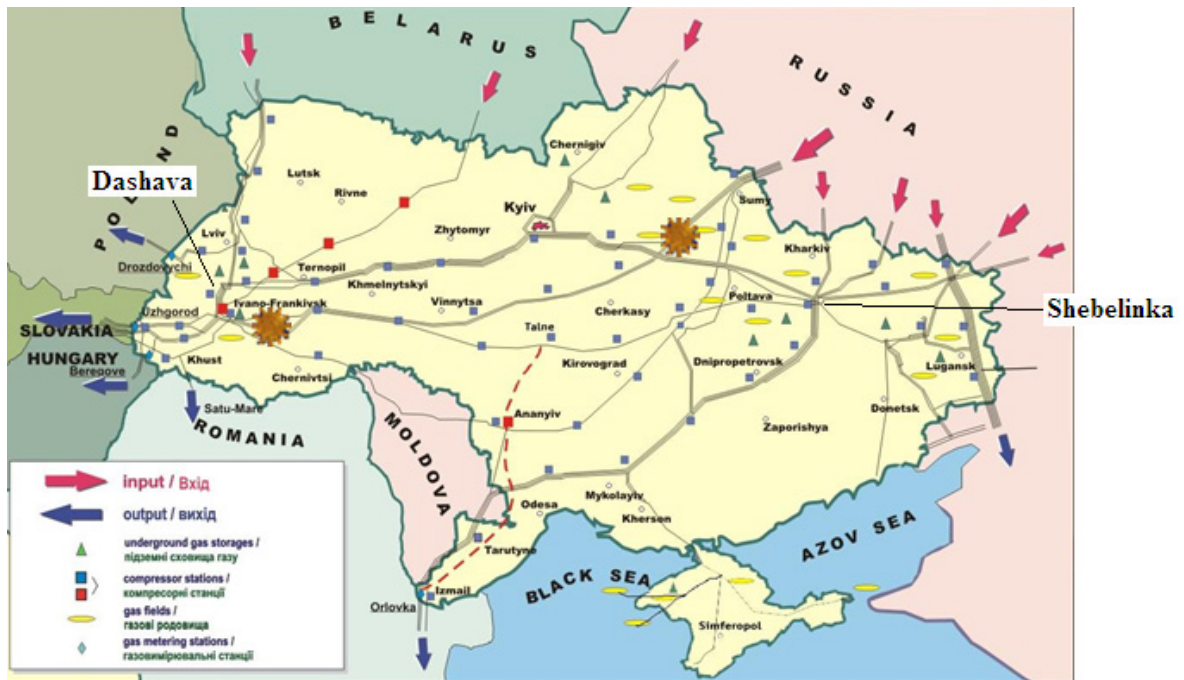 BELARUS
RUSSIA
POLAND
Chernigiv
Dashava
Lutsk
Rivne
Sumy
Kyiv
Zhytomyr
Lviv
Kharkiv
Drozdovychi
Ternopil
Khmelnytskyi
Poltava
Uzhgorod
Ivano-Frankivsk
Vinnytsa
Cherkasy
Shebelinka
SLOVAKIA
Talne
HUNGARY
Khust
Kirovograd
Dnipropetrovsk
Lugansk
Beregove
Chernivtsi
Satu-Mare
Donetsk
ROMANIA
MOLDOVA
Ananyiv
Zaporishya
Mykolayiv
Odesa
Kherson
Tarutyne
AZOV SEA
BLACK SEA
Izmail
Orlovka
Simferopol
input / Вхід
output / вихід
underground gas storages /
підземні сховища газу
compressor stations /
компресорні станції
gas fields /
газові родовища
gas metering stations /
газовимірювальні станції